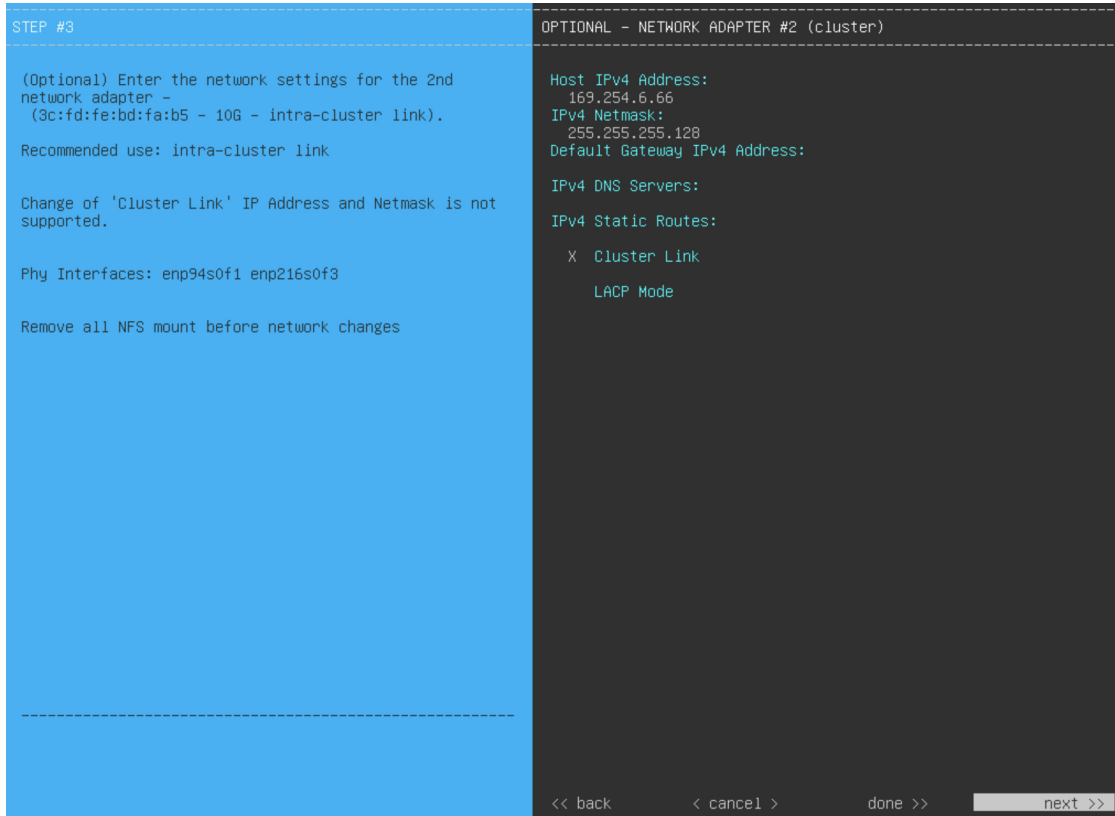 STEP #3
(Optional) Enter the network settings for the 2nd
network adapter -
(3c:fd:fe:bd:fa:b5 - 10G - intra-cluster link).
Recommended use: intra-cluster link
Change of 'Cluster Link' IP Address and Netmask is not
supported.
Phy Interfaces: enp94s0f1 enp216s0f3
Remove all NFS mount before network changes
OPTIONAL - NETWORK ADAPTER #2 (cluster)
Host IPv4 Address:
169.254.6.66
IPv4 Netmask:
255.255.255.128
Default Gateway IPv4 Address:
IPv4 DNS Servers:
IPv4 Static Routes:
X Cluster Link
LACP Mode
<< back < cancel > done >> next >>